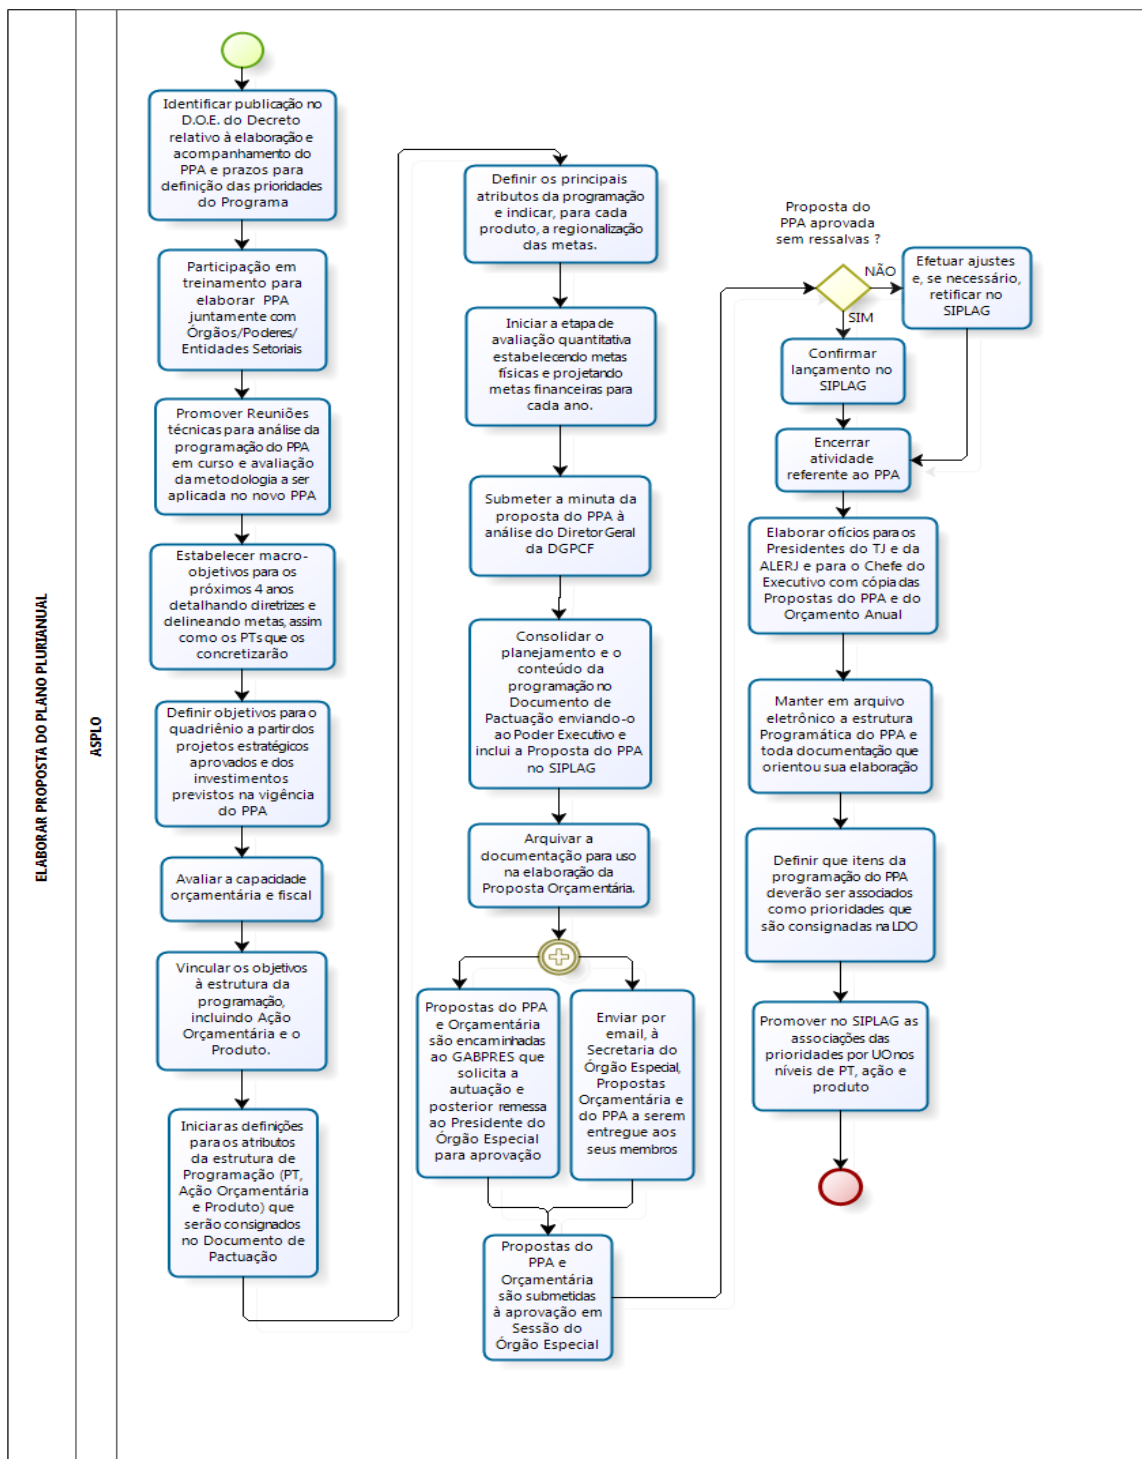 ELABORAR PROPOSTA DO PLANO PLURIANUAL
ASPLO
Identificar publicação no
D.O.E. do Decreto
relativo à elaboração e
acompanhamento do
PPA e prazos para
definição das prioridades
do Programa
Participação em
treinamento para
elaborar PPA
juntamente com
Órgãos/Poderes/
Entidades Setoriais
Promover Reuniões
técnicas para análise da
programação do PPA
em curso e avaliação
da metodologia a ser
aplicada no novo PPA
Estabelecer macro-
objetivos para os
próximos 4 anos
detalhando diretrizes e
delineando metas, assim
como os PTs que os
concretizarão
Definir objetivos para o
quadriênio a partir dos
projetos estratégicos
aprovados e dos
investimentos
previstos na vigência
do PPA
Avaliar a capacidade
orçamentária e fiscal
Vincular os objetivos
à estrutura da
programação,
incluindo Ação
Orçamentária e o
Produto.
Iniciar as definições
para os atributos
da estrutura de
Programação (PT,
Ação Orçamentária
e Produto) que
serão consignados
no Documento de
Pactuação
Definir os principais
atributos da programação
e indicar, para cada
produto, a regionalização
das metas.
Iniciar a etapa de
avaliação quantitativa
estabelecendo metas
físicas e projetando
metas financeiras para
cada ano.
Submeter a minuta da
proposta do PPA à
análise do Diretor Geral
da DGPCF
Consolidar o
planejamento e o
conteúdo da
programação no
Documento de
Pactuação enviando-o
ao Poder Executivo e
inclui a Proposta do PPA
no SIPLAG
Arquivar a
documentação para uso
na elaboração da
Proposta Orçamentária.
Propostas do PPA
e Orçamentária
são encaminhadas
ao GABPRES que
solicita a
autuação e
posterior remessa
ao Presidente do
Órgão Especial
para aprovação
Enviar por
email, à
Secretaria do
Órgão Especial,
Propostas
Orçamentária e
do PPA a serem
entregue aos
seus membros
Propostas do
PPA e
Orçamentária
são submetidas
à aprovação em
Sessão do
Órgão Especial
Proposta do
PPA aprovada
sem ressalvas ?
NÃO
SIM
Efetuar ajustes
e, se necessário,
retificar no
SIPLAG
Confirmar
lançamento no
SIPLAG
Encerrar
atividade
referente ao PPA
Elaborar ofícios para os
Presidentes do TJ e da
ALERJ e para o Chefe do
Executivo com cópia das
Propostas do PPA e do
Orçamento Anual
Manter em arquivo
eletrônico a estrutura
Programática do PPA e
toda documentação que
orientou sua elaboração
Definir que itens da
programação do PPA
deverão ser associados
como prioridades que
são consignadas na LDO
Promover no SIPLAG as
associações das
prioridades por UO nos
níveis de PT, ação e
produto